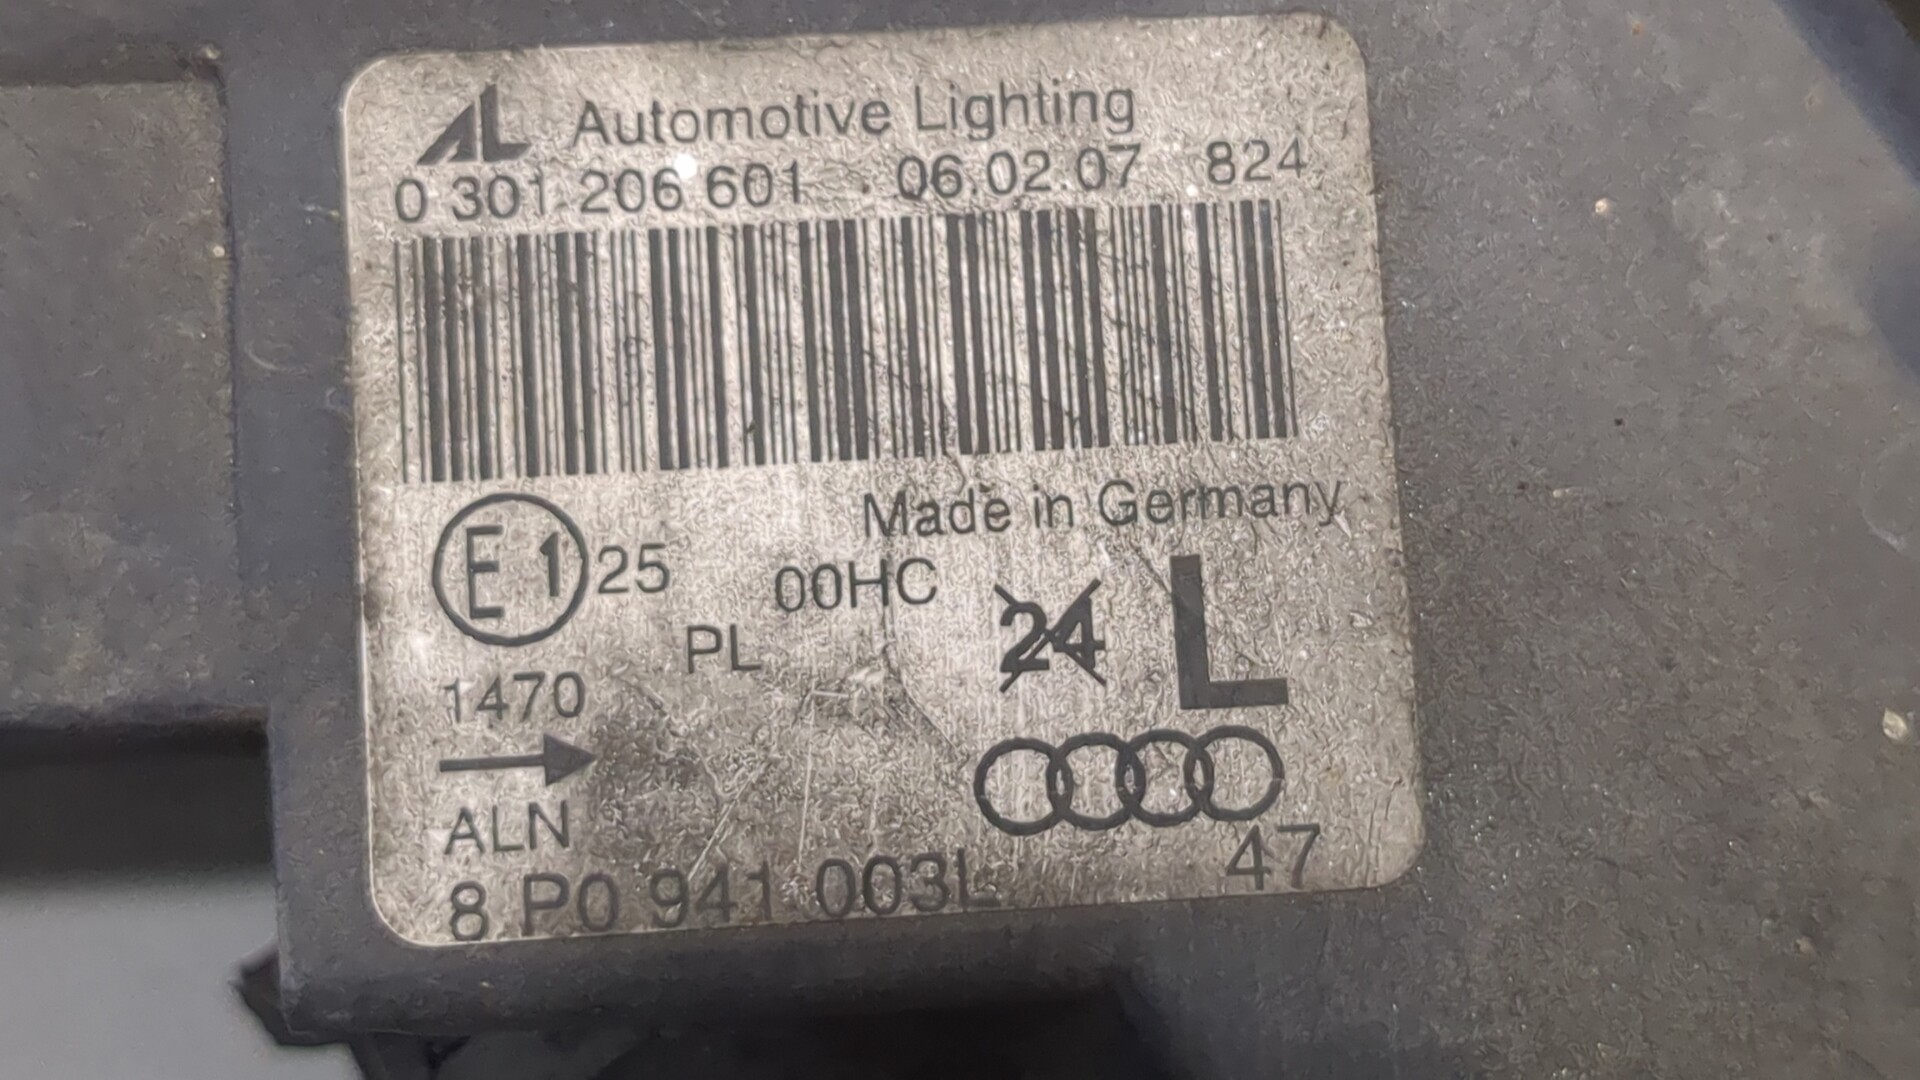 AL Automotive Lighting
0 301 206 601 06.02.07 824
Made in Germany
E1 25 00HC 24 L
PL
1470
ALN
8 P0 941 003L 47